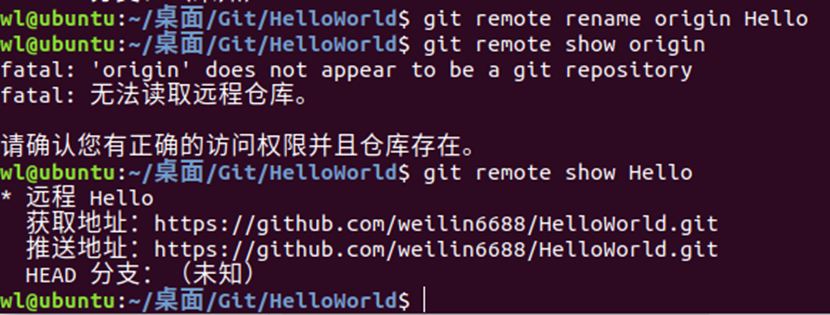 wl@ubuntu:~/桌面/Git/HelloWorld$ git remote rename origin Hello
wl@ubuntu:~/桌面/Git/HelloWorld$ git remote show origin
fatal: 'origin' does not appear to be a git repository
fatal: 无法读取远程仓库。
请确认您有正确的访问权限并且仓库存在。
wl@ubuntu:~/桌面/Git/HelloWorld$ git remote show Hello
* 远程 Hello
  获取地址：https://github.com/weilin6688/HelloWorld.git
  推送地址：https://github.com/weilin6688/HelloWorld.git
  HEAD 分支：（未知）
wl@ubuntu:~/桌面/Git/HelloWorld$